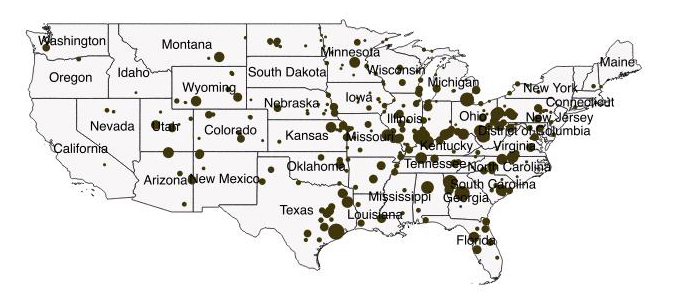 Washington
Montana
Minnesota
Maine
Oregon
Idaho
South Dakota
Wisconsin
Michigan
New York
Wyoming
Connecticut
Iowa
Nebraska
Ohio
New Jersey
Nevada
Utah
Colorado
Illinois
District of Columbia
Kansas
Missouri
Kentucky
Virginia
California
Arizona
New Mexico
Oklahoma
Tennessee
North Carolina
South Carolina
Mississippi
Georgia
Texas
Louisiana
Florida